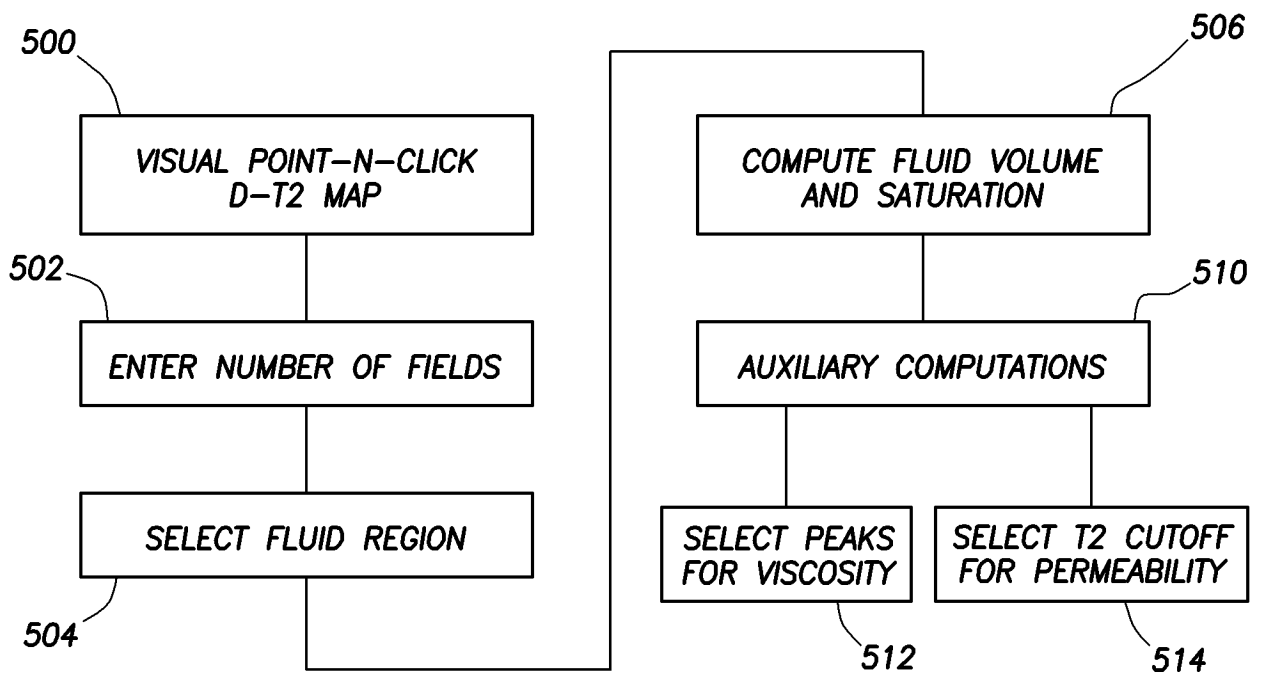 500
VISUAL POINT-N-CLICK
D-T2 MAP
502
ENTER NUMBER OF FIELDS
SELECT FLUID REGION
504
506
COMPUTE FLUID VOLUME
AND SATURATION
510
AUXILIARY COMPUTATIONS
SELECT PEAKS
FOR VISCOSITY
512
SELECT T2 CUTOFF
FOR PERMEABILITY
514